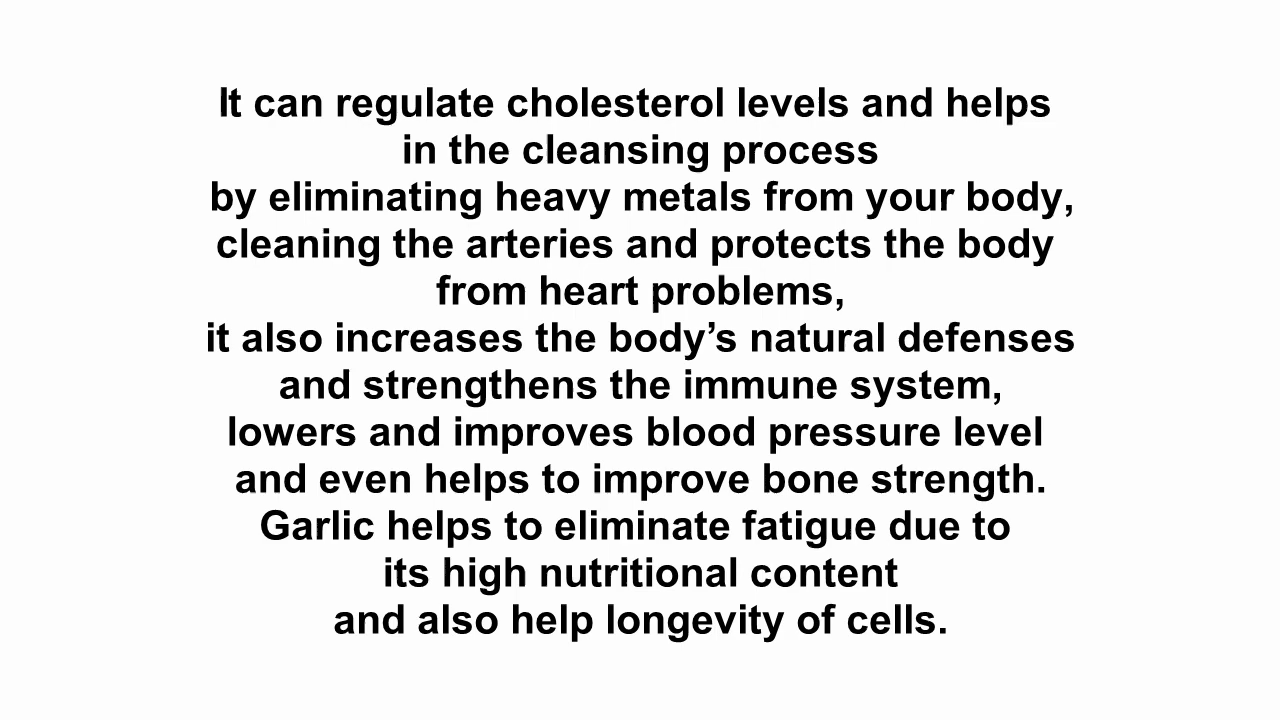 It can regulate cholesterol levels and helps
in the cleansing process
by eliminating heavy metals from your body,
cleaning the arteries and protects the body
from heart problems,
it also increases the body’s natural defenses
and strengthens the immune system,
lowers and improves blood pressure level
and even helps to improve bone strength.
Garlic helps to eliminate fatigue due to
its high nutritional content
and also help longevity of cells.